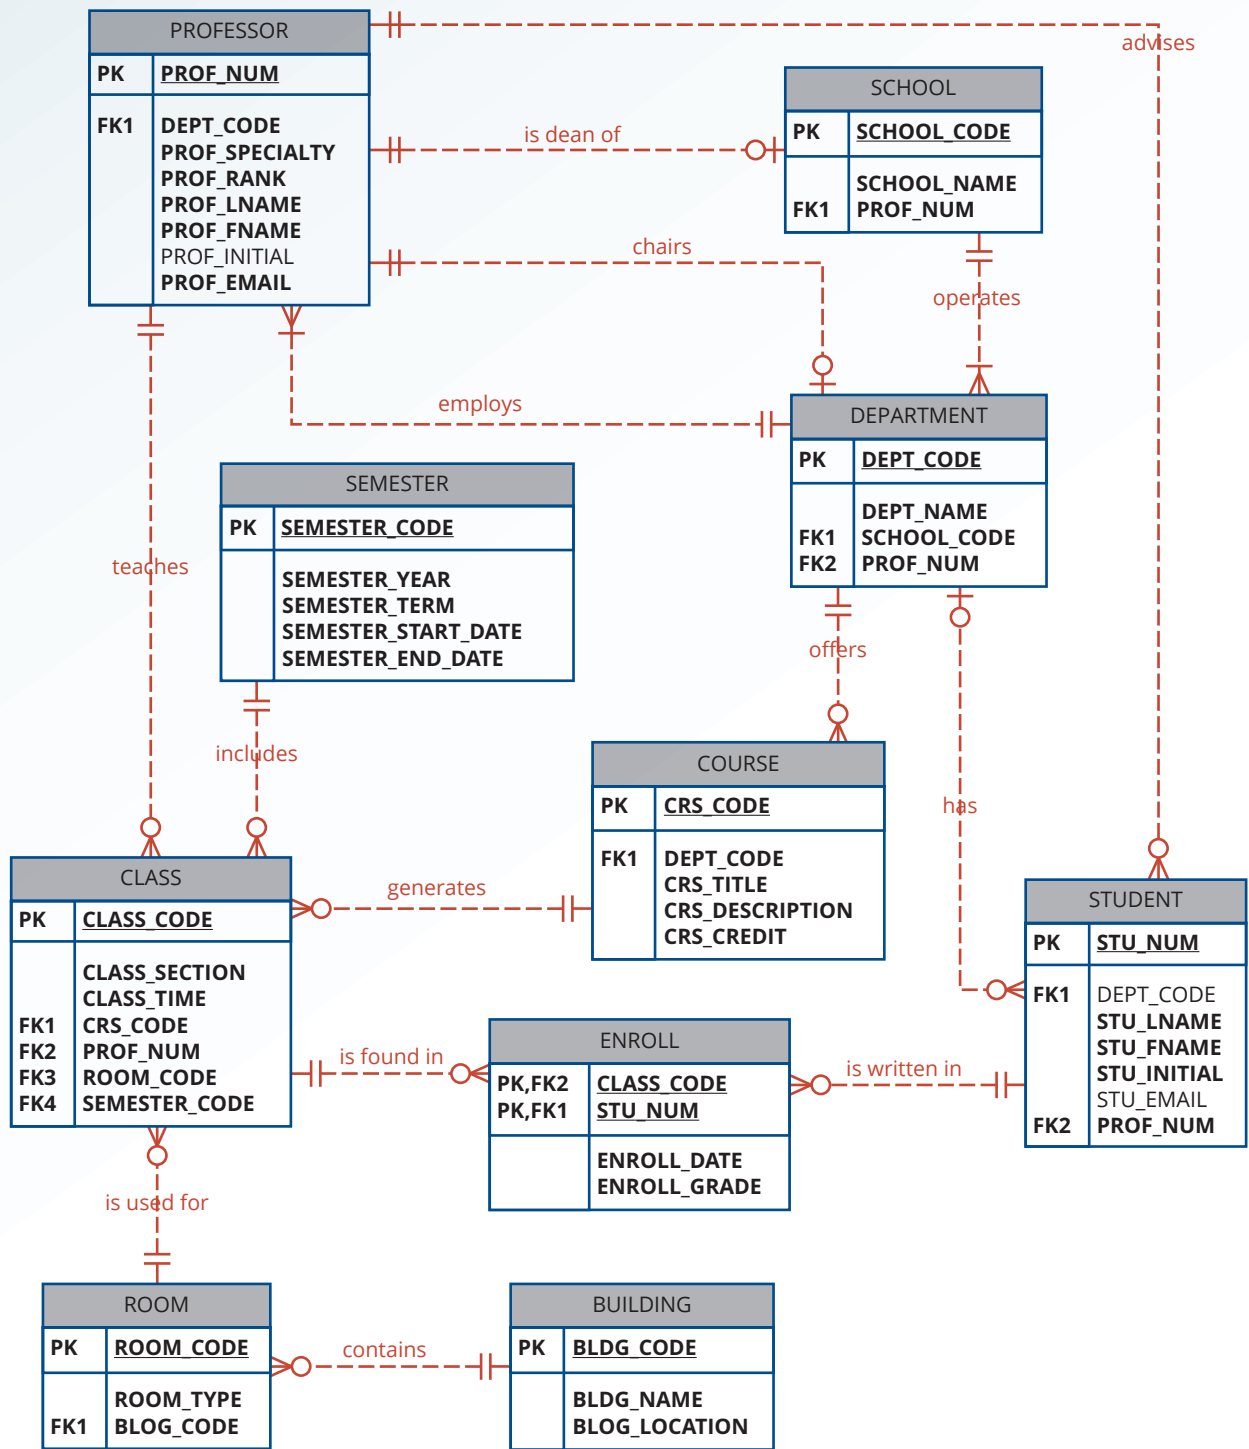 PROFESSOR
PK PROF_NUM
FK1 DEPT_CODE
PROF_SPECIALTY
PROF_RANK
PROF_LNAME
PROF_FNAME
PROF_INITIAL
PROF_EMAIL
advises
is dean of
SCHOOL
PK SCHOOL_CODE
SCHOOL_NAME
FK1 PROF_NUM
chairs
operates
employs
DEPARTMENT
PK DEPT_CODE
DEPT_NAME
FK1 SCHOOL_CODE
FK2 PROF_NUM
SEMESTER
PK SEMESTER_CODE
SEMESTER_YEAR
SEMESTER_TERM
SEMESTER_START_DATE
SEMESTER_END_DATE
teaches
offers
includes
has
COURSE
PK CRS_CODE
FK1 DEPT_CODE
CRS_TITLE
CRS_DESCRIPTION
CRS_CREDIT
generates
CLASS
PK CLASS_CODE
CLASS_SECTION
CLASS_TIME
FK1 CRS_CODE
FK2 PROF_NUM
FK3 ROOM_CODE
FK4 SEMESTER_CODE
STUDENT
PK STU_NUM
FK1 DEPT_CODE
STU_LNAME
STU_FNAME
STU_INITIAL
STU_EMAIL
FK2 PROF_NUM
is found in
ENROLL
PK,FK2 CLASS_CODE
PK,FK1 STU_NUM
ENROLL_DATE
ENROLL_GRADE
is written in
is used for
ROOM
PK ROOM_CODE
ROOM_TYPE
FK1 BLOG_CODE
contains
BUILDING
PK BLDG_CODE
BLDG_NAME
BLOG_LOCATION